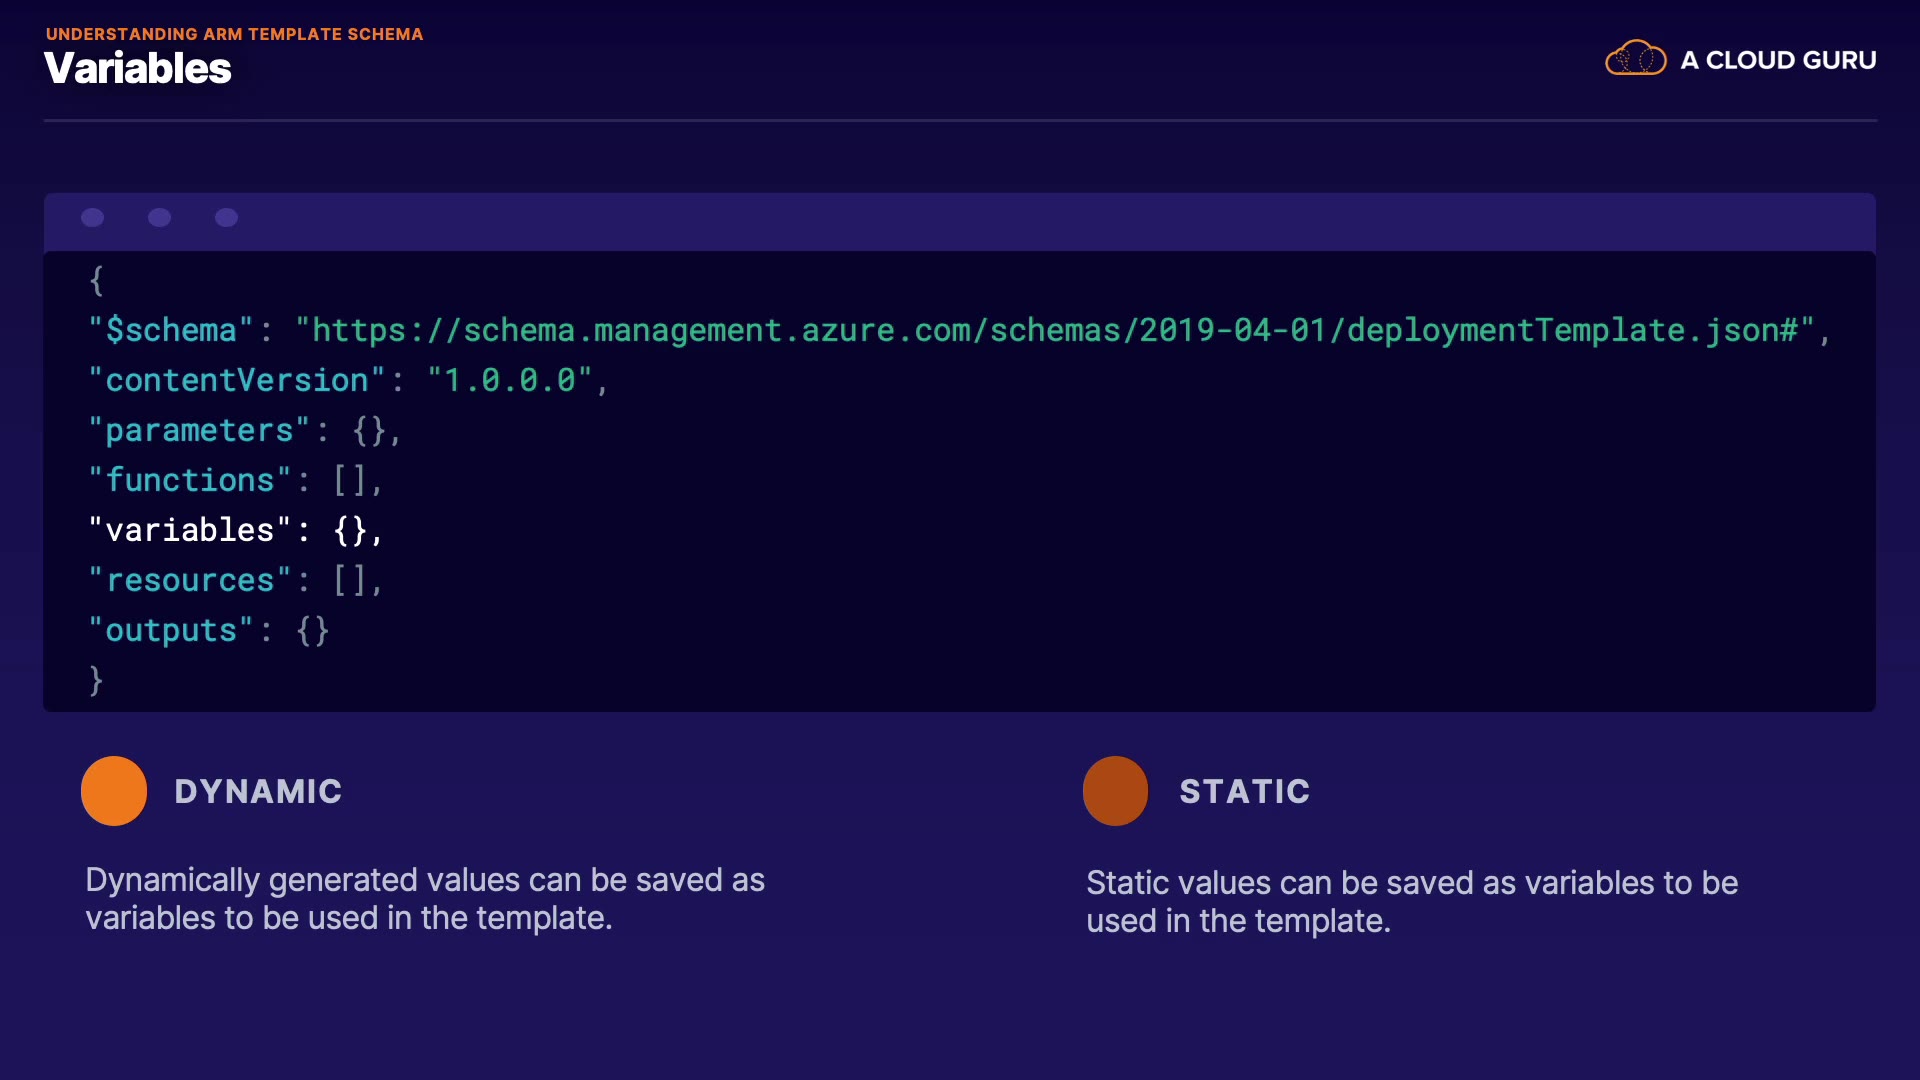 UNDERSTANDING ARM TEMPLATE SCHEMA
Variables
A CLOUD GURU
{
"$schema": "https://schema.management.azure.com/schemas/2019-04-01/deploymentTemplate.json#",
"contentVersion": "1.0.0.0",
"parameters": {},
"functions": [],
"variables": {},
"resources": [],
"outputs": {}
}
DYNAMIC
Dynamically generated values can be saved as
variables to be used in the template.
STATIC
Static values can be saved as variables to be
used in the template.